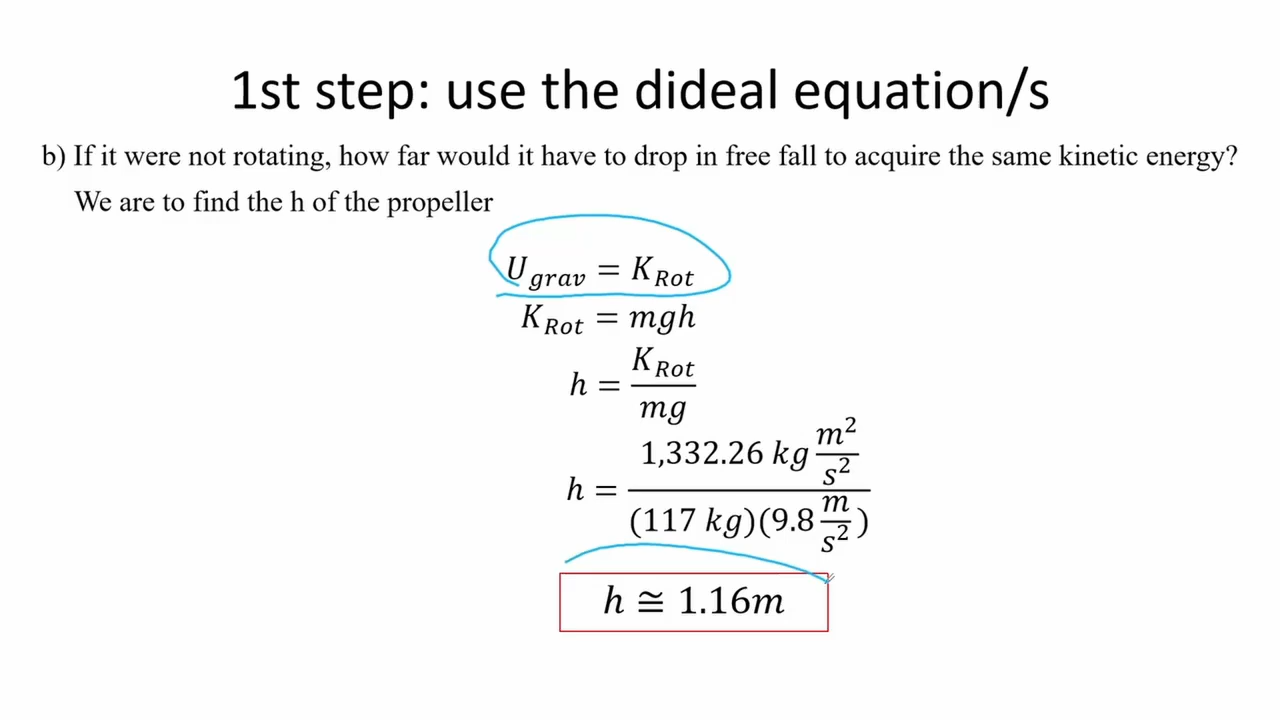 1st step: use the dideal equation/s
b) If it were not rotating, how far would it have to drop in free fall to acquire the same kinetic energy?
We are to find the h of the propeller
U_grav = K_Rot
K_Rot = mgh
h = K_Rot / mg
h = 1,332.26 kg m²/s² / (117 kg)(9.8 m/s²)
h ≅ 1.16m